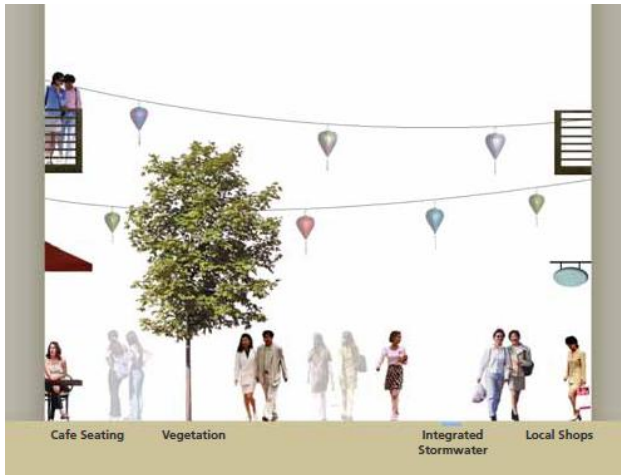 Cafe Seating
Vegetation
Integrated
Stormwater
Local Shops